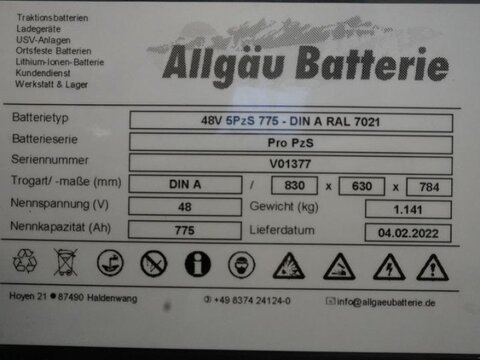 Traktionsbatterien
Ladegeräte
USV-Anlagen
Ortsfeste Batterien
Lithium-Ionen-Batterie
Kundendienst
Werkstatt & Lager
Allgäu Batterie
Batterietyp 48V 5PzS 775 - DIN A RAL 7021
Batterieserie Pro PzS
Seriennummer V01377
Trogart/ -maße (mm) DIN A / 830 x 630 x 784
Nennspannung (V) 48 Gewicht (kg) 1.141
Nennkapazität (Ah) 775 Lieferdatum 04.02.2022
Hoyen 21 ● 87490 Haldenwang ✆ +49 8374 24124-0 info@allgaeubatterie.de